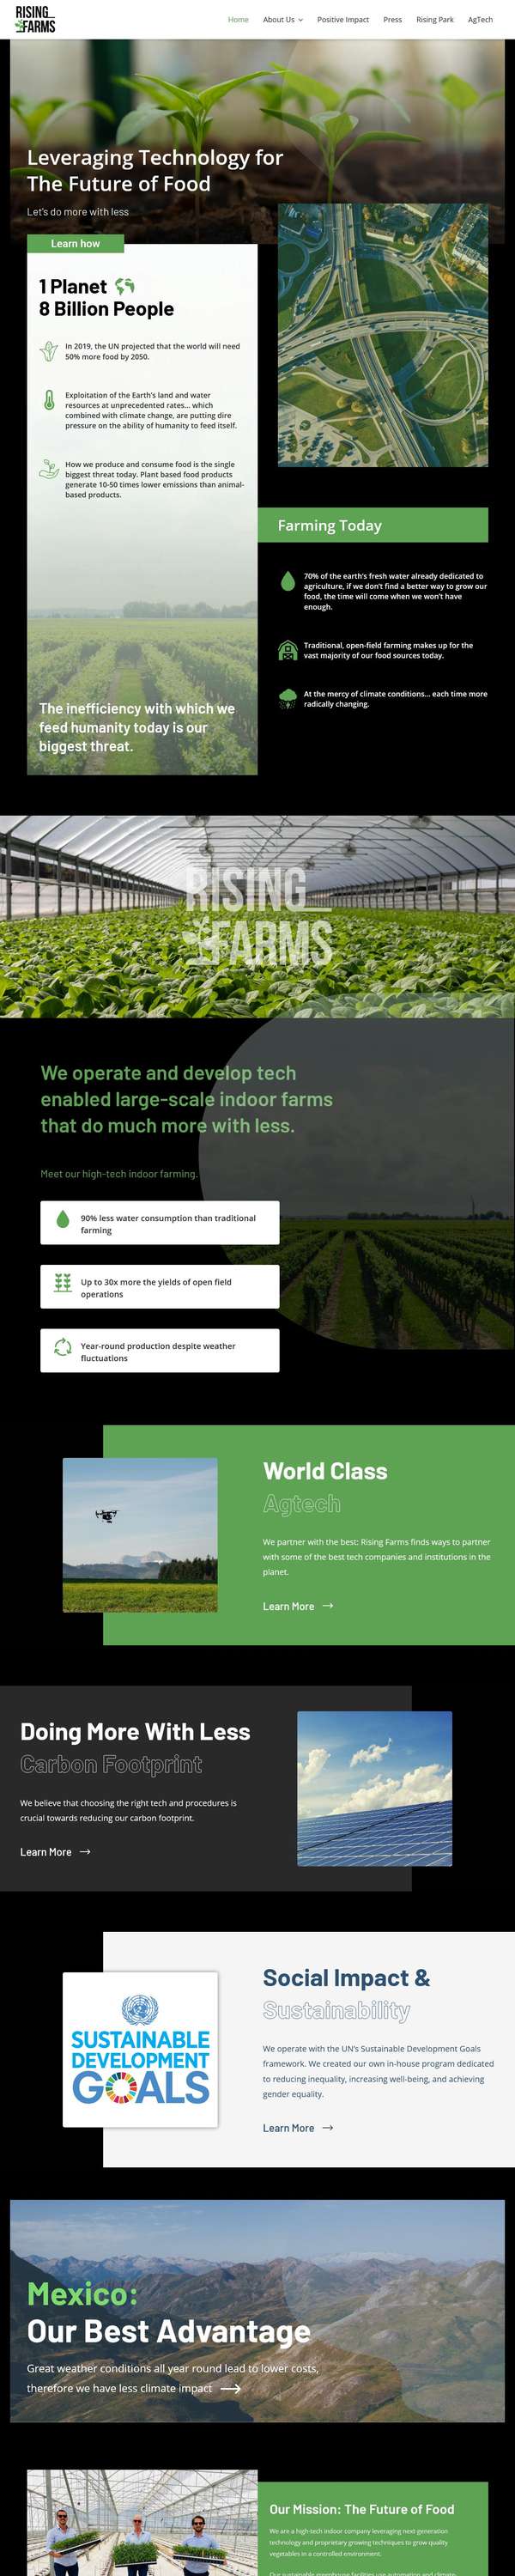 RISING
FARMS
Home About Us Positive Impact Press Rising Park AgTech
Leveraging Technology for
The Future of Food
Let's do more with less
Learn how
1 Planet
8 Billion People
In 2019, the UN projected that the world will need
50% more food by 2050.
Exploitation of the Earth's land and water
resources at unprecedented rates... which
combined with climate change, are putting dire
pressure on the ability of humanity to feed itself.
How we produce and consume food is the single
biggest threat today. Plant based food products
generate 10-50 times lower emissions than animal-
based products.
The inefficiency with which we
feed humanity today is our
biggest threat.
Farming Today
70% of the earth's fresh water already dedicated to
agriculture, if we don't find a better way to grow our
food, the time will come when we won't have
enough.
Traditional, open-field farming makes up for the
vast majority of our food sources today.
At the mercy of climate conditions... each time more
radically changing.
RISING
FARMS
We operate and develop tech
enabled large-scale indoor farms
that do much more with less.
Meet our high-tech indoor farming.
90% less water consumption than traditional
farming
Up to 30x more the yields of open field
operations
Year-round production despite weather
fluctuations
World Class
Agtech
We partner with the best: Rising Farms finds ways to partner
with some of the best tech companies and institutions in the
planet.
Learn More →
Doing More With Less
Carbon Footprint
We believe that choosing the right tech and procedures is
crucial towards reducing our carbon footprint.
Learn More →
SUSTAINABLE
DEVELOPMENT
GOALS
Social Impact &
Sustainability
We operate with the UN's Sustainable Development Goals
framework. We created our own in-house program dedicated
to reducing inequality, increasing well-being, and achieving
gender equality.
Learn More →
Mexico:
Our Best Advantage
Great weather conditions all year round lead to lower costs,
therefore we have less climate impact →
Our Mission: The Future of Food
We are a high-tech indoor company leveraging next-generation
technology and proprietary growing techniques to grow quality
vegetables in a controlled environment.
Our sustainable greenhouse facilities use automation and climate-